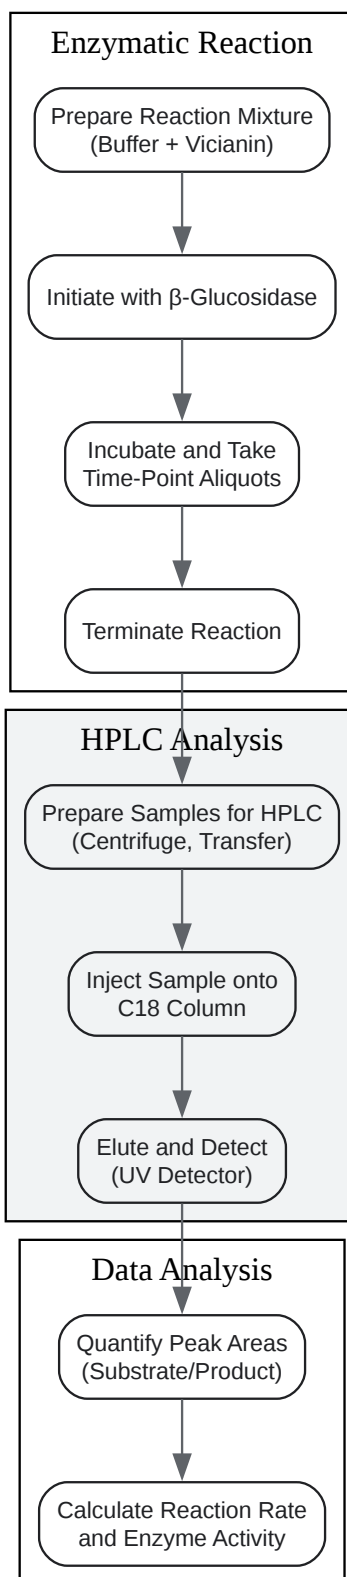 Enzymatic Reaction
Prepare Reaction Mixture
(Buffer + Vicianin)
Initiate with β-Glucosidase
Incubate and Take
Time-Point Aliquots
Terminate Reaction
HPLC Analysis
Prepare Samples for HPLC
(Centrifuge, Transfer)
Inject Sample onto
C18 Column
Elute and Detect
(UV Detector)
Data Analysis
Quantify Peak Areas
(Substrate/Product)
Calculate Reaction Rate
and Enzyme Activity